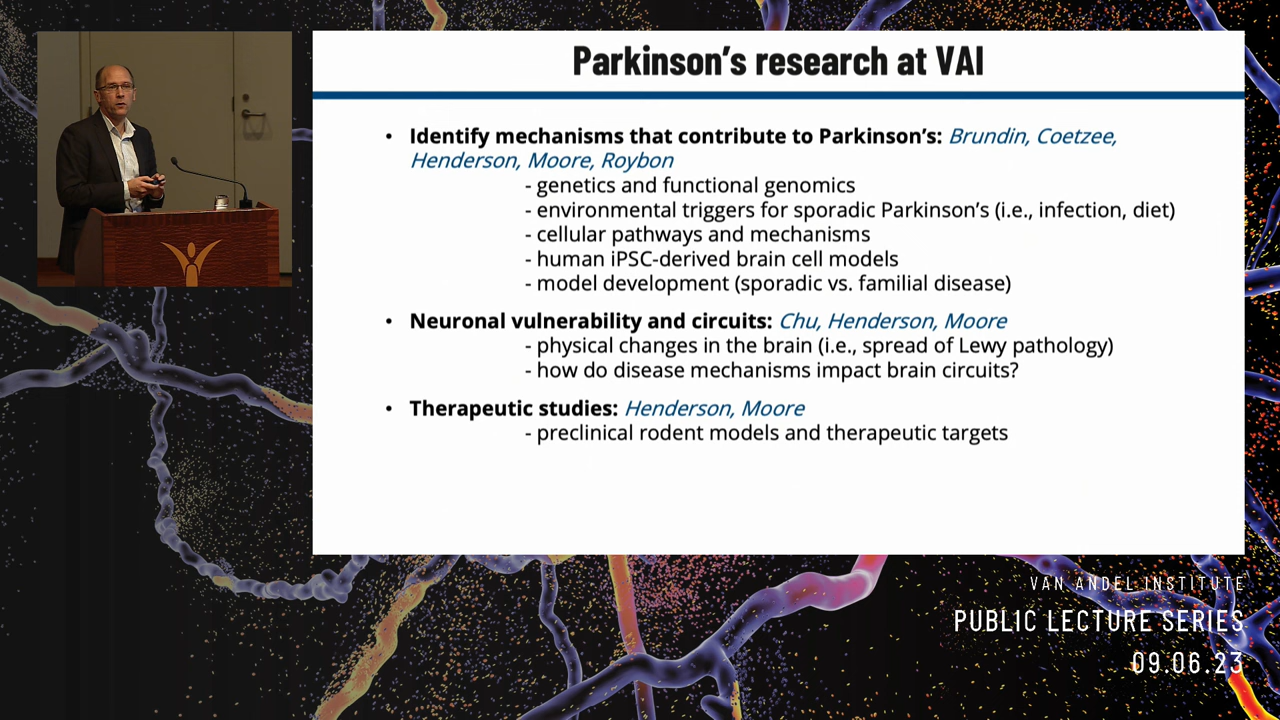 Parkinson’s research at VAI
• Identify mechanisms that contribute to Parkinson’s: Brundin, Coetzee,
Henderson, Moore, Roybon
- genetics and functional genomics
- environmental triggers for sporadic Parkinson’s (i.e., infection, diet)
- cellular pathways and mechanisms
- human iPSC-derived brain cell models
- model development (sporadic vs. familial disease)
• Neuronal vulnerability and circuits: Chu, Henderson, Moore
- physical changes in the brain (i.e., spread of Lewy pathology)
- how do disease mechanisms impact brain circuits?
• Therapeutic studies: Henderson, Moore
- preclinical rodent models and therapeutic targets
VAN ANDEL INSTITUTE
PUBLIC LECTURE SERIES
09.06.23